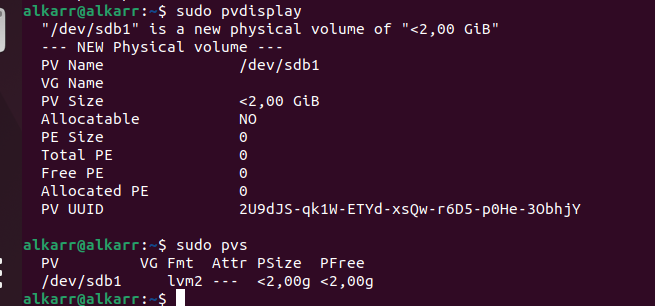 alkarr@alkarr:~$ sudo pvdisplay
  "/dev/sdb1" is a new physical volume of "<2,00 GiB"
  --- NEW Physical volume ---
  PV Name               /dev/sdb1
  VG Name
  PV Size               <2,00 GiB
  Allocatable           NO
  PE Size               0
  Total PE              0
  Free PE               0
  Allocated PE          0
  PV UUID               2U9dJS-qk1W-ETYd-xsQw-r6D5-p0He-3ObhjY

alkarr@alkarr:~$ sudo pvs
  PV         VG Fmt  Attr PSize  PFree
  /dev/sdb1     lvm2 ---  <2,00g <2,00g
alkarr@alkarr:~$